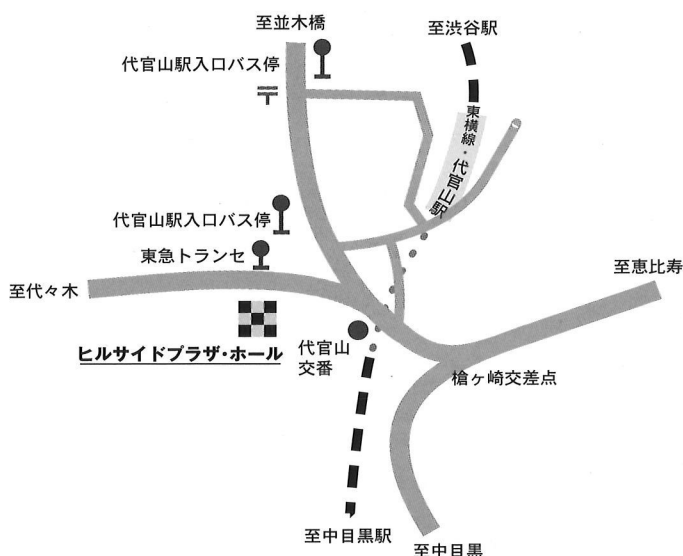 至並木橋
至渋谷駅
代官山駅入口バス停
〒
東横線・代官山駅
代官山駅入口バス停
東急トランセ
至恵比寿
至代々木
ヒルサイドプラザ・ホール
代官山
交番
槍ヶ崎交差点
至中目黒駅
至中目黒